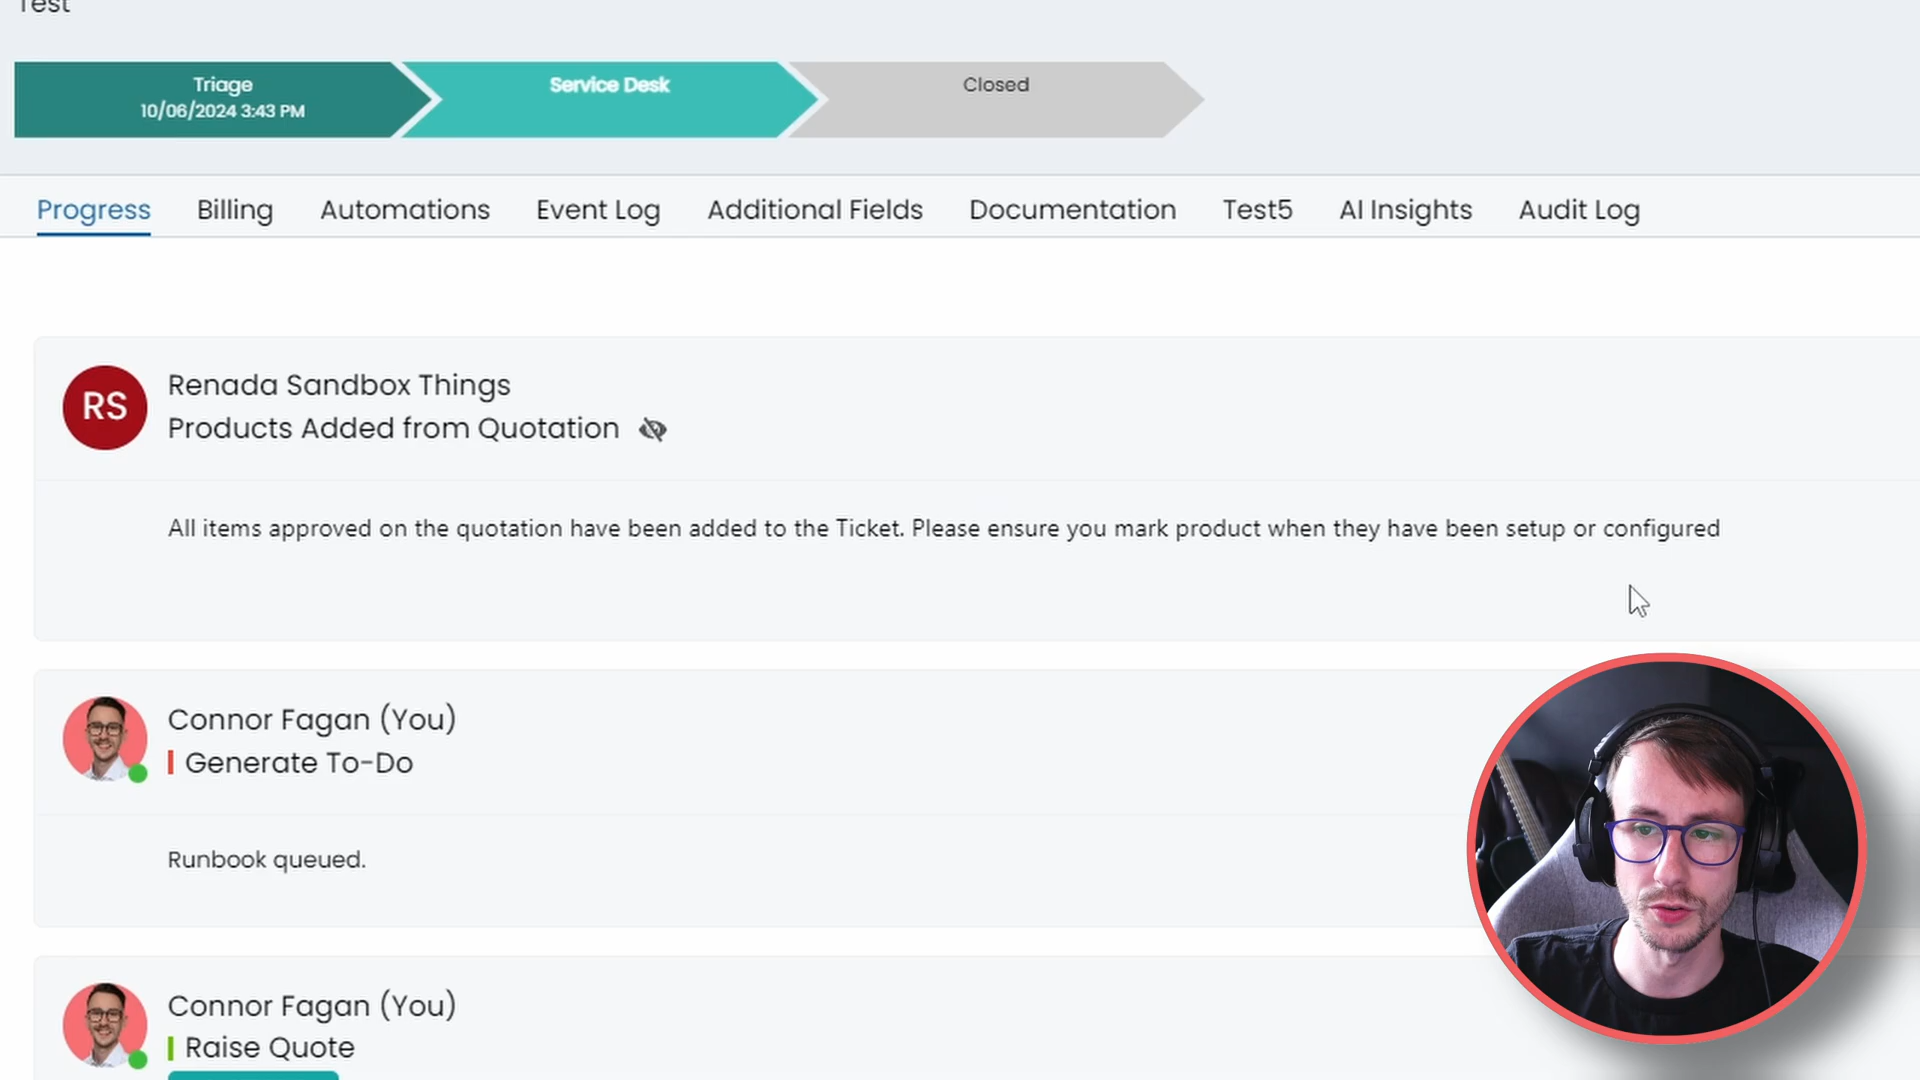 Test
Triage
10/06/2024 3:43 PM
Service Desk
Closed
Progress Billing Automations Event Log Additional Fields Documentation Test5 AI Insights Audit Log
RS
Renada Sandbox Things
Products Added from Quotation
All items approved on the quotation have been added to the Ticket. Please ensure you mark product when they have been setup or configured
Connor Fagan (You)
Generate To-Do
Runbook queued.
Connor Fagan (You)
Raise Quote